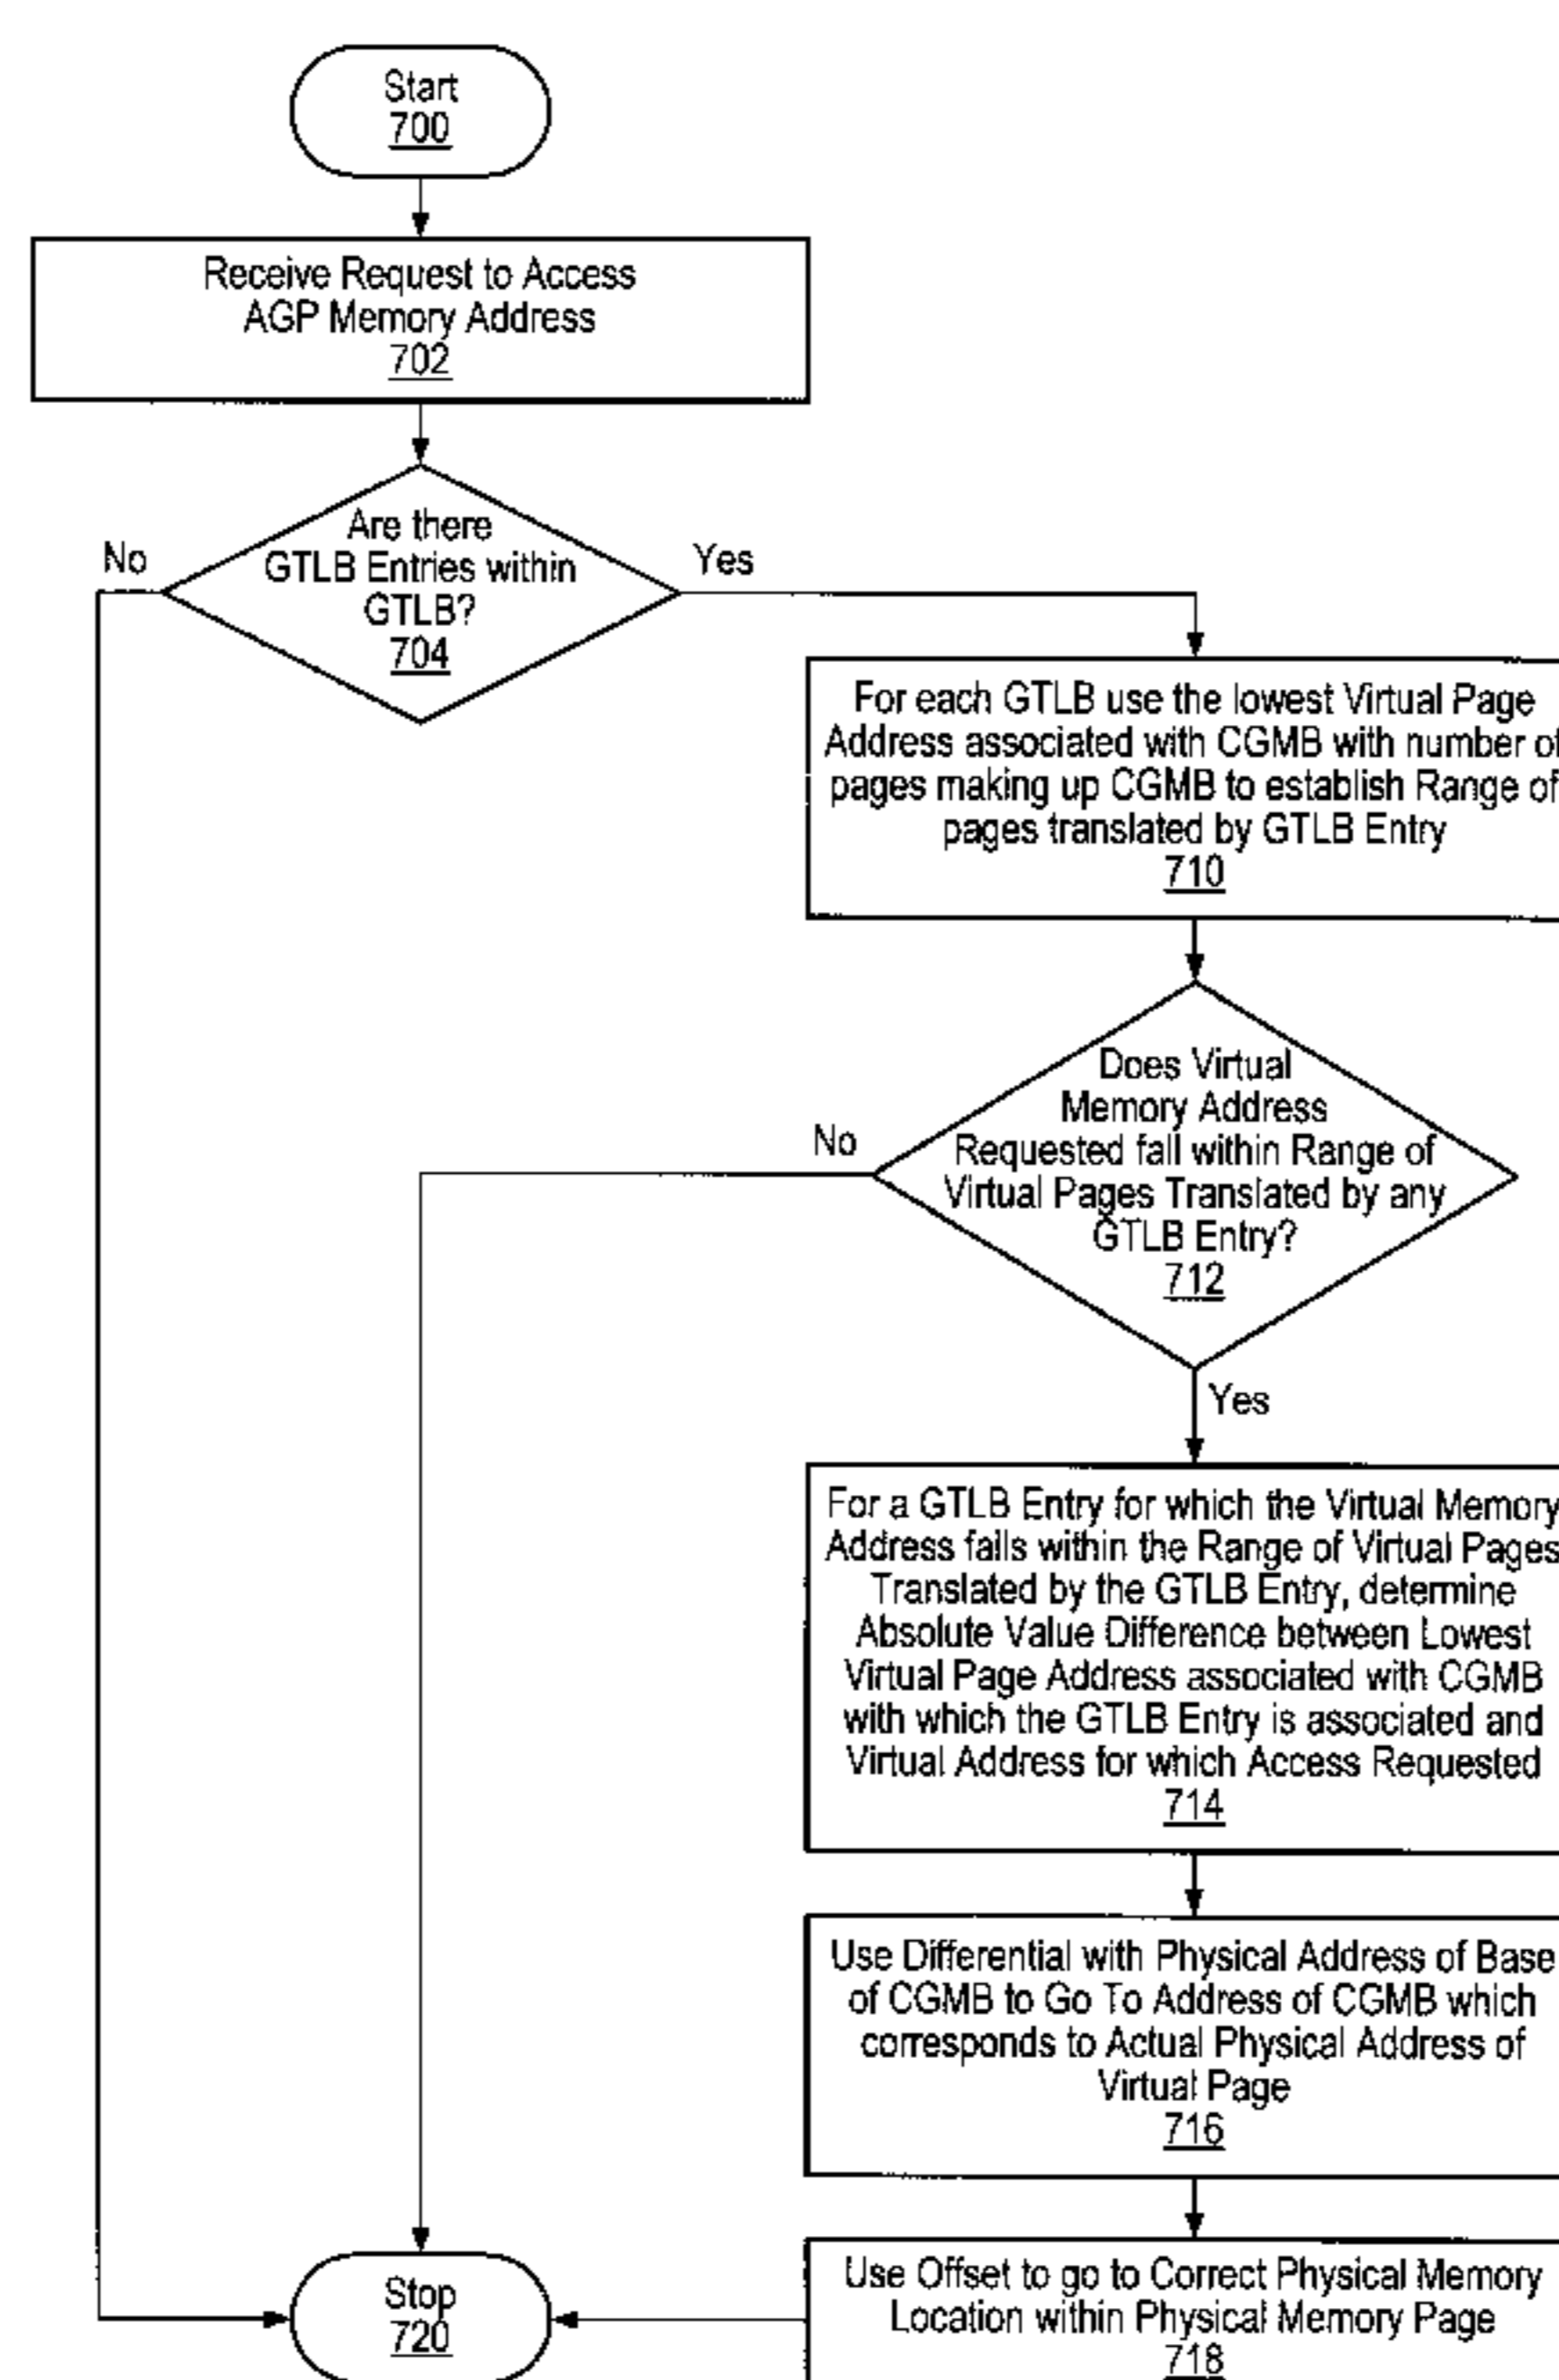 Start
700
Receive Request to Access
AGP Memory Address
702
Are there
GTLB Entries within
GTLB?
704
No
Yes
For each GTLB use the lowest Virtual Page
Address associated with CGMB with number of
pages making up CGMB to establish Range of
pages translated by GTLB Entry
710
Does Virtual
Memory Address
Requested fall within Range of
Virtual Pages Translated by any
GTLB Entry?
712
No
Yes
For a GTLB Entry for which the Virtual Memory
Address falls within the Range of Virtual Pages
Translated by the GTLB Entry, determine
Absolute Value Difference between Lowest
Virtual Page Address associated with CGMB
with which the GTLB Entry is associated and
Virtual Address for which Access Requested
714
Use Differential with Physical Address of Base
of CGMB to Go To Address of CGMB which
corresponds to Actual Physical Address of
Virtual Page
716
Use Offset to go to Correct Physical Memory
Location within Physical Memory Page
718
Stop
720